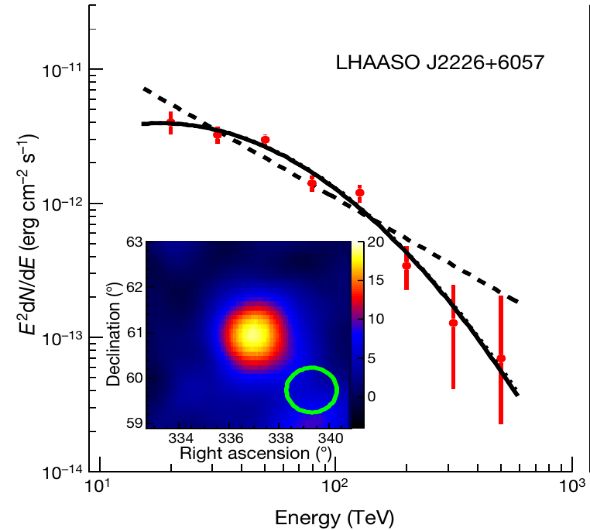 LHAASO J2226+6057
10⁻¹¹
10⁻¹²
10⁻¹³
10⁻¹⁴
E²dN/dE (erg cm⁻² s⁻¹)
63
62
61
60
59
Declination (°)
334 336 338 340
Right ascension (°)
20
15
10
5
0
10¹ 10² 10³
Energy (TeV)